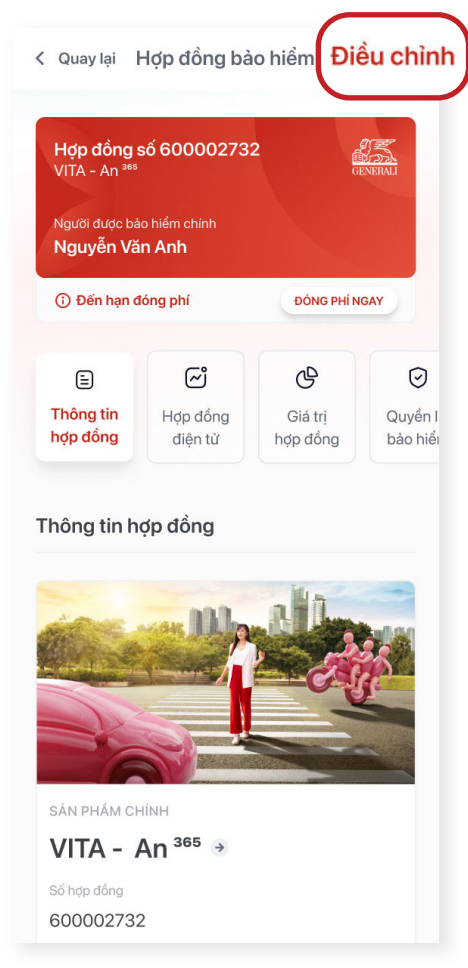 Quay lại Hợp đồng bảo hiểm Điều chỉnh
Hợp đồng số 600002732
VITA - An 365
GENERALI
Người được bảo hiểm chính
Nguyễn Văn Anh
Đến hạn đóng phí ĐÓNG PHÍ NGAY
Thông tin Hợp đồng Giá trị Quyền l
hợp đồng điện tử hợp đồng bảo hiể
Thông tin hợp đồng
SẢN PHẨM CHÍNH
VITA - An 365
Số hợp đồng
600002732